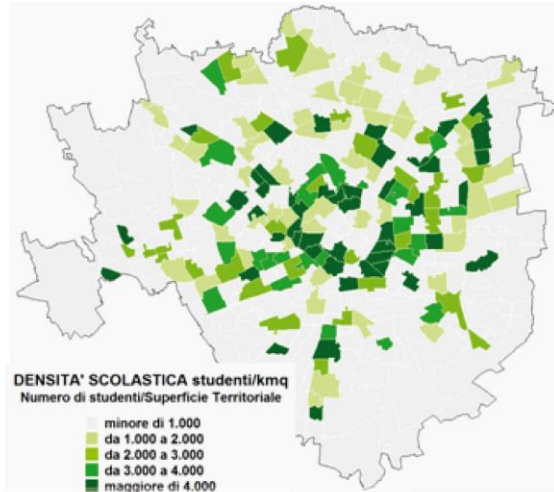 DENSITA' SCOLASTICA studenti/kmq
Numero di studenti/Superficie Territoriale
minore di 1.000
da 1.000 a 2.000
da 2.000 a 3.000
da 3.000 a 4.000
maggiore di 4.000